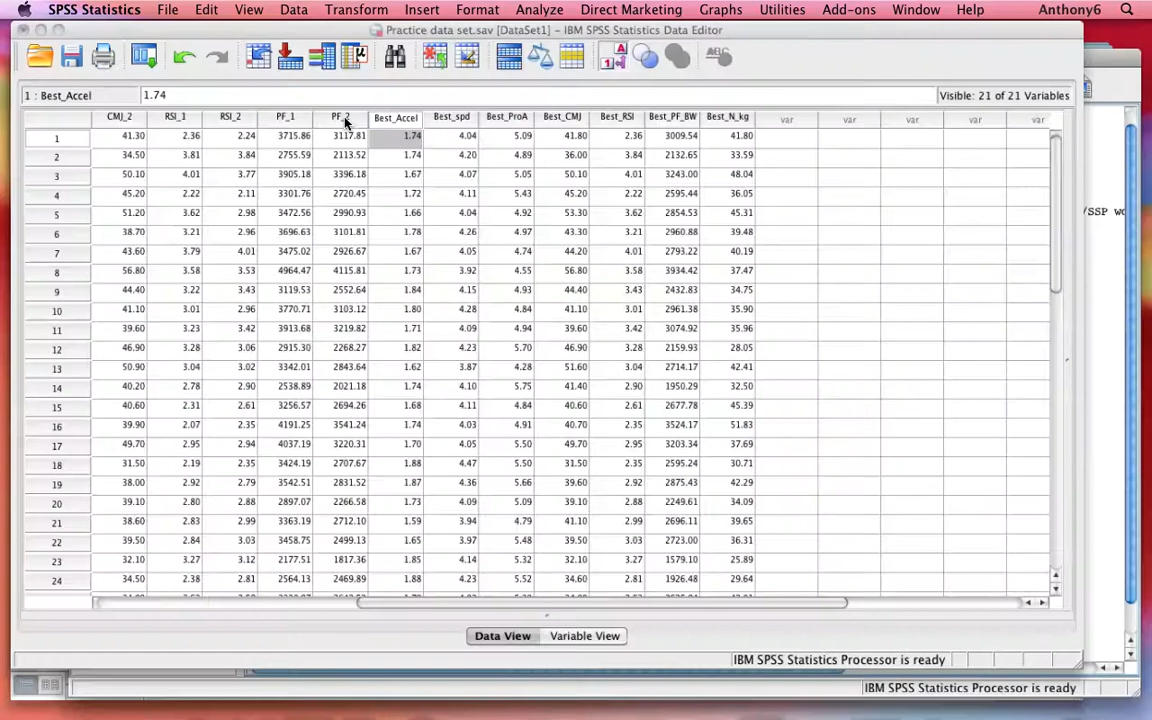 SPSS Statistics File Edit View Data Transform Insert Format Analyze Direct Marketing Graphs Utilities Add-ons Window Help Anthony6
Practice data set.sav [DataSet1] – IBM SPSS Statistics Data Editor
1 : Best_Accel 1.74 Visible: 21 of 21 Variables
CMJ_2 RSI_1 RSI_2 PF_1 PF_2 Best_Accel Best_spd Best_ProA Best_CMJ Best_RSI Best_PF_BW Best_N_kg var var var var var
1 41.30 2.36 2.24 3715.86 3117.81 1.74 4.04 5.09 41.80 2.36 3009.54 41.80
2 34.50 3.81 3.84 2755.59 2113.52 1.74 4.20 4.89 36.00 3.84 2132.65 33.59
3 50.10 4.01 3.77 3905.18 3396.18 1.67 4.07 5.05 50.10 4.01 3243.00 48.04
4 45.20 2.22 2.11 3301.76 2720.45 1.72 4.11 5.43 45.20 2.22 2595.44 36.05
5 51.20 3.62 2.98 3472.56 2990.93 1.66 4.04 4.92 53.30 3.62 2854.53 45.31
6 38.70 3.21 2.96 3696.63 3101.81 1.78 4.26 4.97 43.30 3.21 2960.88 39.48
7 43.60 3.79 4.01 3475.02 2926.67 1.67 4.05 4.74 44.20 4.01 2793.22 40.19
8 56.80 3.58 3.53 4964.47 4115.81 1.73 3.92 4.55 56.80 3.58 3934.42 37.47
9 44.40 3.22 3.43 3119.53 2552.64 1.84 4.15 4.93 44.40 3.43 2432.83 34.75
10 41.10 3.01 2.96 3770.71 3103.12 1.80 4.28 4.84 41.10 3.01 2961.38 35.90
11 39.60 3.23 3.42 3913.68 3219.82 1.71 4.09 4.94 39.60 3.42 3074.92 35.96
12 46.90 3.28 3.06 2915.30 2268.27 1.82 4.23 5.70 46.90 3.28 2159.93 28.05
13 50.90 3.04 3.02 3342.01 2843.64 1.62 3.87 4.28 51.60 3.04 2714.17 42.41
14 40.20 2.78 2.90 2538.89 2021.18 1.74 4.10 5.75 41.40 2.90 1950.29 32.50
15 40.60 2.31 2.61 3256.57 2694.26 1.68 4.11 4.84 40.60 2.61 2677.78 45.39
16 39.90 2.07 2.35 4191.25 3541.24 1.74 4.03 4.91 40.70 2.35 3524.17 51.83
17 49.70 2.95 2.94 4037.19 3220.31 1.70 4.05 5.50 49.70 2.95 3203.34 37.69
18 31.50 2.19 2.35 3424.19 2707.67 1.88 4.47 5.50 31.50 2.35 2595.24 30.71
19 38.00 2.92 2.79 3542.51 2831.52 1.87 4.36 5.66 39.60 2.92 2875.43 42.29
20 39.10 2.80 2.88 2897.07 2266.58 1.73 4.09 5.09 39.10 2.88 2249.61 34.09
21 38.60 2.83 2.99 3363.19 2712.10 1.59 3.94 4.79 41.10 2.99 2696.11 39.65
22 39.50 2.84 3.03 3458.75 2499.13 1.65 3.97 5.48 39.50 3.03 2723.00 36.31
23 32.10 3.27 3.12 2177.51 1817.36 1.85 4.14 5.32 32.10 3.27 1579.10 25.89
24 34.50 2.38 2.81 2564.13 2469.89 1.88 4.23 5.52 34.60 2.81 1926.48 29.64
Data View Variable View
IBM SPSS Statistics Processor is ready
IBM SPSS Statistics Processor is ready